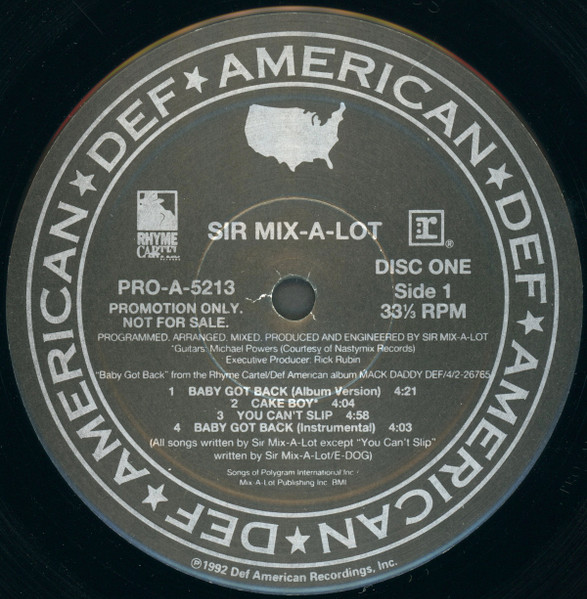 DEF ★ AMERICAN ★ DEF ★ AMERICAN ★ DEF ★ AMERICAN ★
RHYME
CARTEL
SIR MIX-A-LOT
r ®
DISC ONE
PRO-A-5213
Side 1
PROMOTION ONLY.
NOT FOR SALE.
33⅓ RPM
PROGRAMMED, ARRANGED, MIXED, PRODUCED AND ENGINEERED BY SIR MIX-A-LOT
*Guitars: Michael Powers (Courtesy of Nastymix Records)
Executive Producer: Rick Rubin
"Baby Got Back" from the Rhyme Cartel/Def American album MACK DADDY DEF/4/2-26765
1 BABY GOT BACK (Album Version) 4:21
2 CAKE BOY* 4:04
3 YOU CAN'T SLIP 4:58
4 BABY GOT BACK (Instrumental) 4:03
(All songs written by Sir Mix-A-Lot except "You Can't Slip"
written by Sir Mix-A-Lot/E-DOG)
Songs of Polygram International Inc.
Mix-A-Lot Publishing Inc. BMI
℗1992 Def American Recordings, Inc.